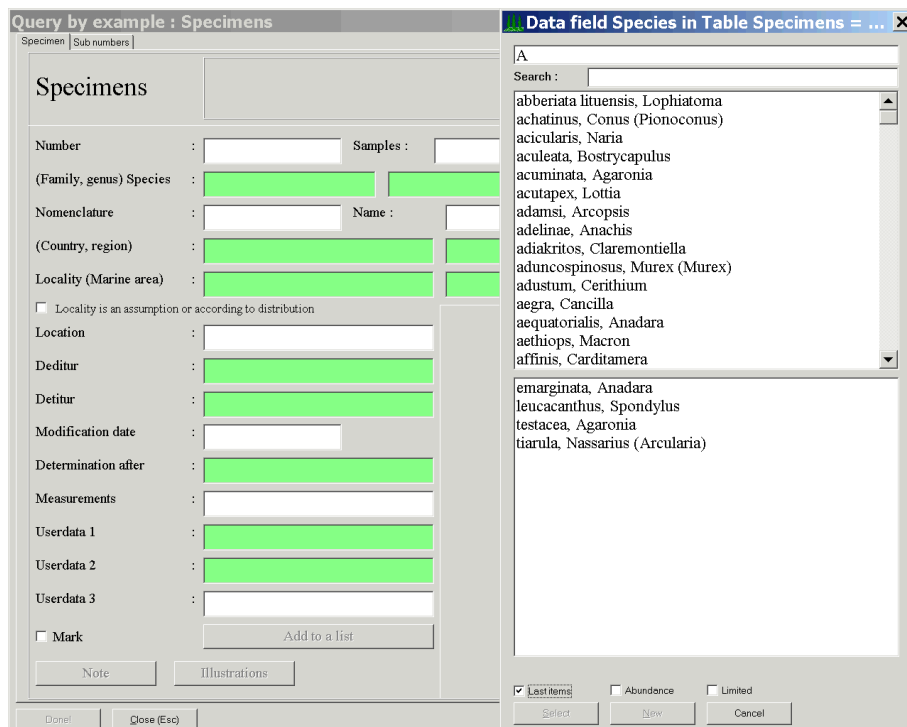 Query by example : Specimens
Specimen Sub numbers
Specimens
Number : Samples :
(Family, genus) Species :
Nomenclature : Name :
(Country, region) :
Locality (Marine area) :
Locality is an assumption or according to distribution
Location :
Deditur :
Detitur :
Modification date :
Determination after :
Measurements :
Userdata 1 :
Userdata 2 :
Userdata 3 :
Mark Add to a list
Note Illustrations
Done! Close (Esc)
Data field Species in Table Specimens = ...
A
Search :
abberiata lituensis, Lophiatoma
achatinus, Conus (Pionoconus)
acicularis, Naria
aculeata, Bostrycapulus
acuminata, Agaronia
acutapex, Lottia
adamsi, Arcopsis
adelinae, Anachis
adiakritos, Claremontiella
aduncospinosus, Murex (Murex)
adustum, Cerithium
aegra, Cancilla
aequatorialis, Anadara
aethiops, Macron
affinis, Carditamera
emarginata, Anadara
leucacanthus, Spondylus
testacea, Agaronia
tiarula, Nassarius (Arcularia)
Last items Abundance Limited
Select New Cancel